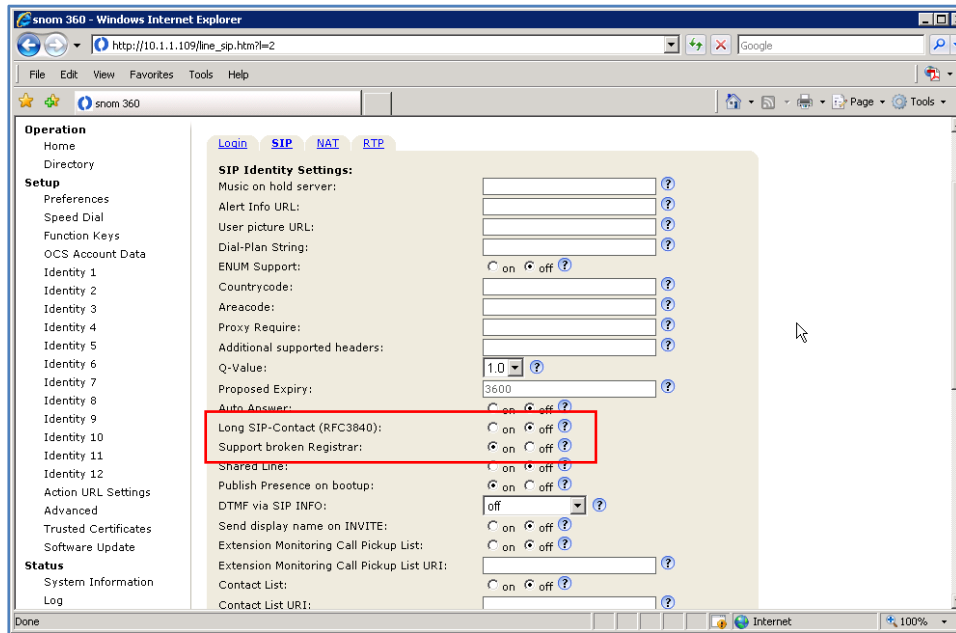 snom 360 - Windows Internet Explorer
http://10.1.1.109/line_sip.htm?l=2
Google
File Edit View Favorites Tools Help
snom 360
Page Tools
Operation
Home
Directory
Setup
Preferences
Speed Dial
Function Keys
OCS Account Data
Identity 1
Identity 2
Identity 3
Identity 4
Identity 5
Identity 6
Identity 7
Identity 8
Identity 9
Identity 10
Identity 11
Identity 12
Action URL Settings
Advanced
Trusted Certificates
Software Update
Status
System Information
Log
Login SIP NAT RTP
SIP Identity Settings:
Music on hold server: ?
Alert Info URL: ?
User picture URL: ?
Dial-Plan String: ?
ENUM Support: on off ?
Countrycode: ?
Areacode: ?
Proxy Require: ?
Additional supported headers: ?
Q-Value: 1.0 ?
Proposed Expiry: 3600 ?
Auto Answer: on off ?
Long SIP-Contact (RFC3840): on off ?
Support broken Registrar: on off ?
Shared Line: on off ?
Publish Presence on bootup: on off ?
DTMF via SIP INFO: off ?
Send display name on INVITE: on off ?
Extension Monitoring Call Pickup List: on off ?
Extension Monitoring Call Pickup List URI: ?
Contact List: on off ?
Contact List URI: ?
Done Internet 100%